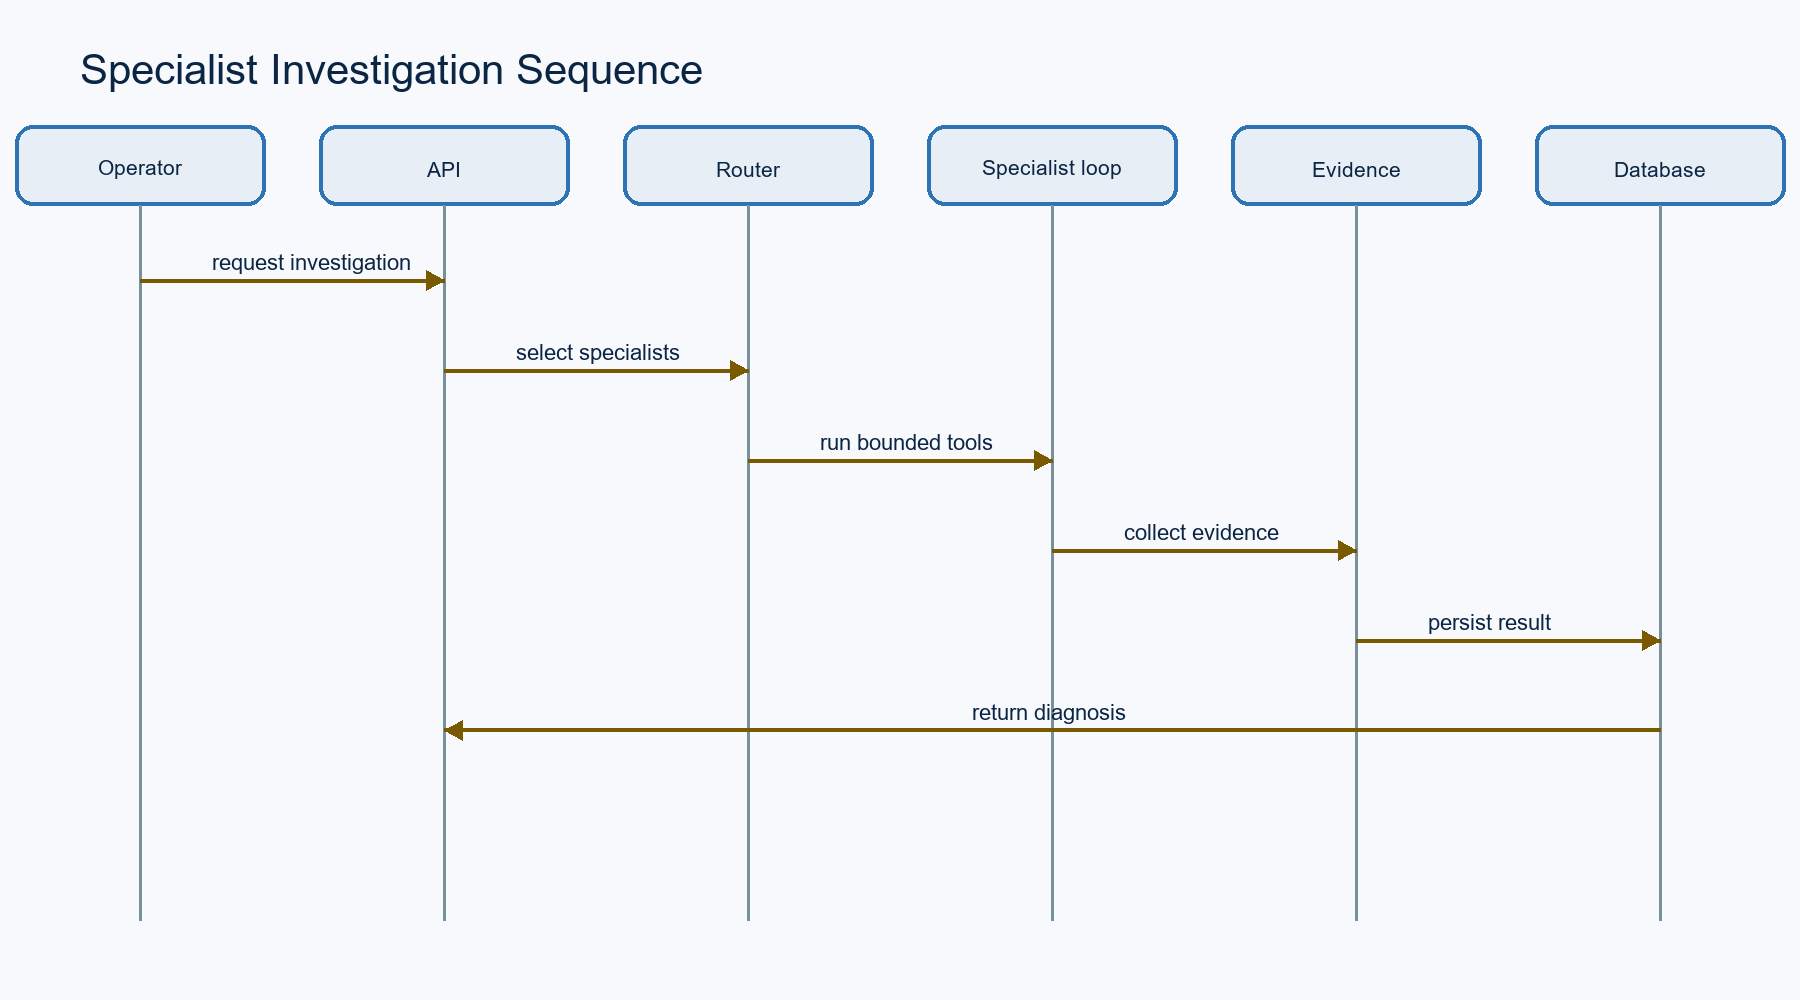 Specialist Investigation Sequence
Operator
API
Router
Specialist loop
Evidence
Database
request investigation
select specialists
run bounded tools
collect evidence
persist result
return diagnosis